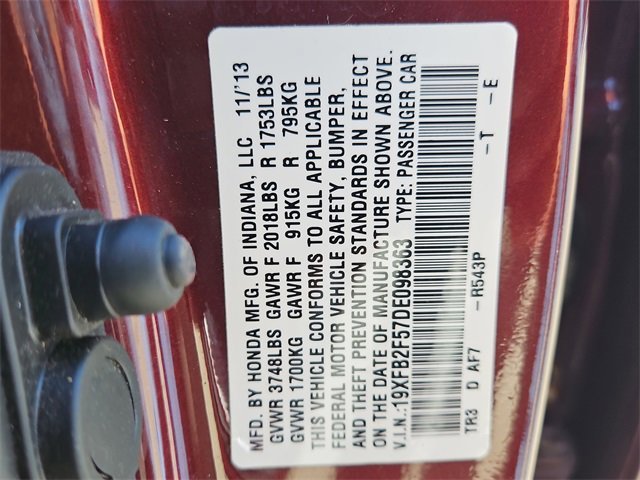 MFD. BY HONDA MFG. OF INDIANA, LLC 11/'13
GVWR 3748LBS GAWR F 2018LBS R 1753LBS
GVWR 1700KG GAWR F 915KG R 795KG
THIS VEHICLE CONFORMS TO ALL APPLICABLE
FEDERAL MOTOR VEHICLE SAFETY, BUMPER,
AND THEFT PREVENTION STANDARDS IN EFFECT
ON THE DATE OF MANUFACTURE SHOWN ABOVE.
V.I.N.:19XFB2F57DE098363 TYPE: PASSENGER CAR
TR3 D AF7 -R543P -T -E